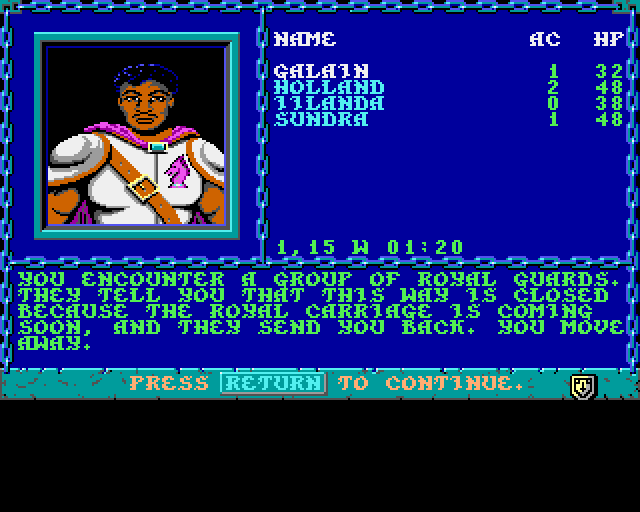 NAME AC HP
GALAIN 1 32
HOLLAND 2 48
JILANDA 0 38
SUNDRA 1 48
1,15 W 01:20
YOU ENCOUNTER A GROUP OF ROYAL GUARDS.
THEY TELL YOU THAT THIS WAY IS CLOSED
BECAUSE THE ROYAL CARRIAGE IS COMING
SOON, AND THEY SEND YOU BACK. YOU MOVE
AWAY.
PRESS RETURN TO CONTINUE.